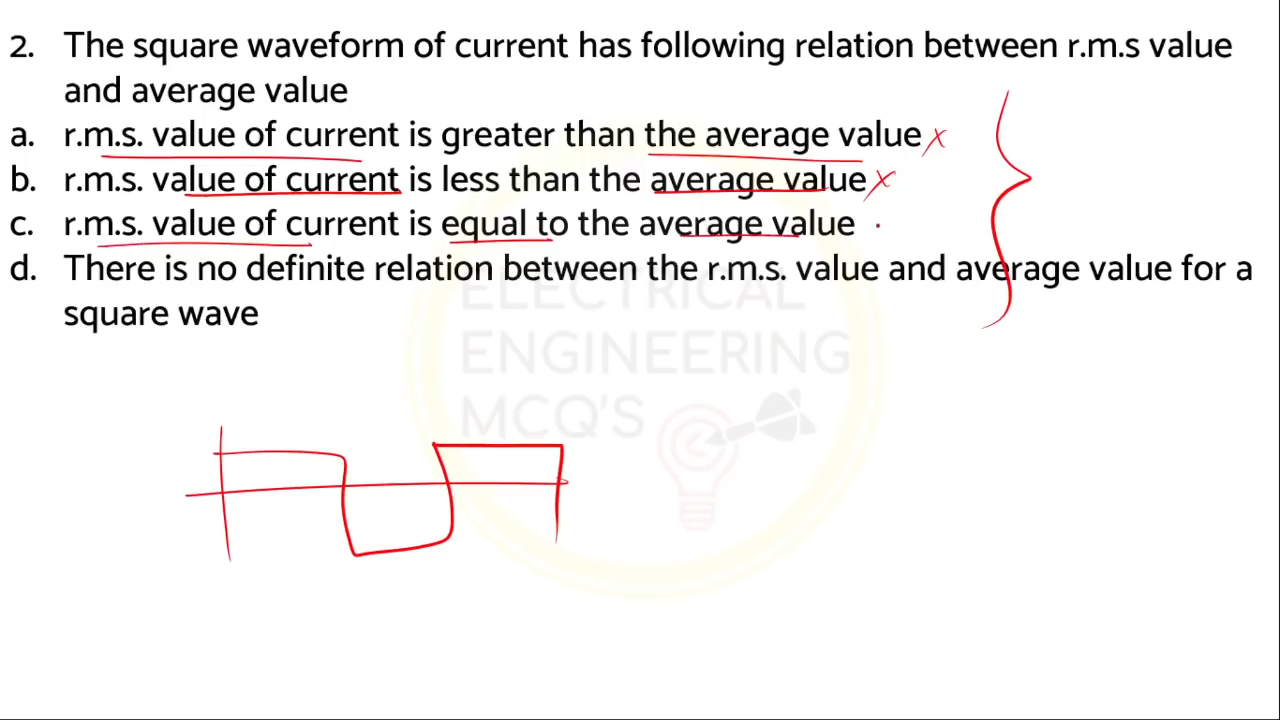 2. The square waveform of current has following relation between r.m.s value
and average value
a. r.m.s. value of current is greater than the average value x
b. r.m.s. value of current is less than the average value x
c. r.m.s. value of current is equal to the average value
d. There is no definite relation between the r.m.s. value and average value for a
square wave
ELECTRICAL
ENGINEERING
MCQ'S